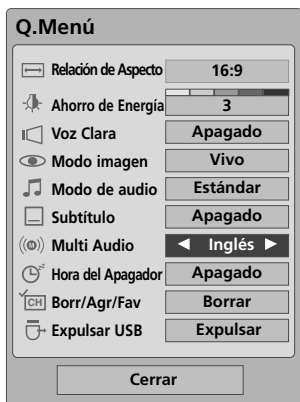 Q.Menú
Relación de Aspecto 16:9
Ahorro de Energía 3
Voz Clara Apagado
Modo imagen Vivo
Modo de audio Estándar
Subtítulo Apagado
Multi Audio ◀ Inglés ▶
Hora del Apagador Apagado
CH Borr/Agr/Fav Borrar
Expulsar USB Expulsar
Cerrar